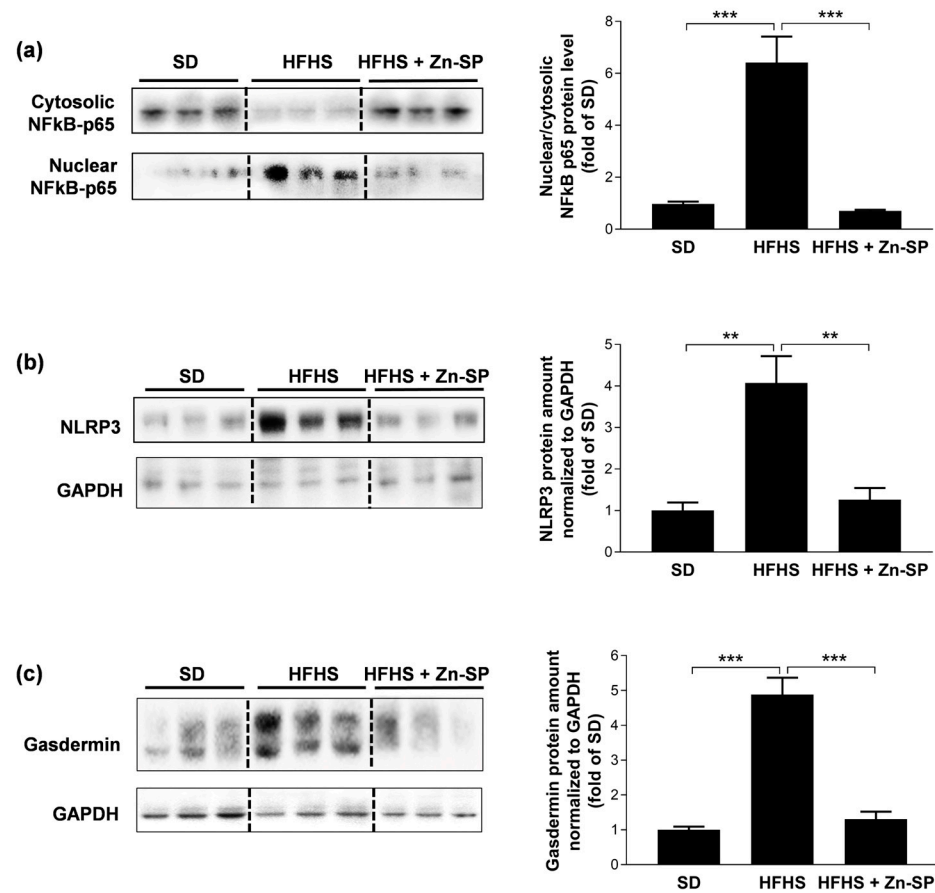 (a)
SD HFHS HFHS + Zn-SP
Cytosolic
NFkB-p65
Nuclear
NFkB-p65
Nuclear/cytosolic
NFkB p65 protein level
(fold of SD)
8
6
4
2
0
*** ***
SD HFHS HFHS + Zn-SP
(b)
SD HFHS HFHS + Zn-SP
NLRP3
GAPDH
NLRP3 protein amount
normalized to GAPDH
(fold of SD)
5
4
3
2
1
0
** **
SD HFHS HFHS + Zn-SP
(c)
SD HFHS HFHS + Zn-SP
Gasdermin
GAPDH
Gasdermin protein amount
normalized to GAPDH
(fold of SD)
6
5
4
3
2
1
0
*** ***
SD HFHS HFHS + Zn-SP